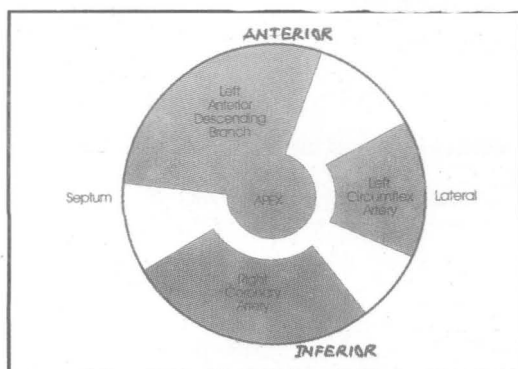 ANTERIOR
Left
Anterior
Descending
Branch
Septum
APEX
Left
Circumflex
Artery
Lateral
Right
Coronary
Artery
INFERIOR